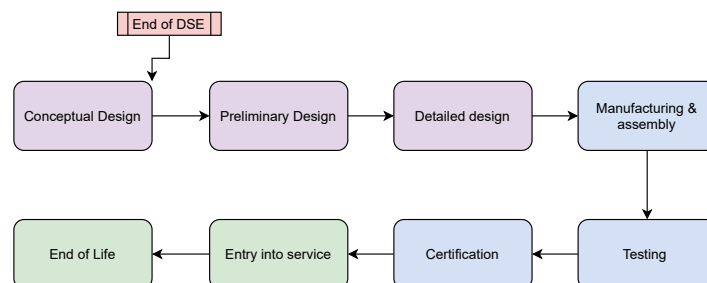 End of DSE
Conceptual Design
Preliminary Design
Detailed design
Manufacturing &
assembly
End of Life
Entry into service
Certification
Testing